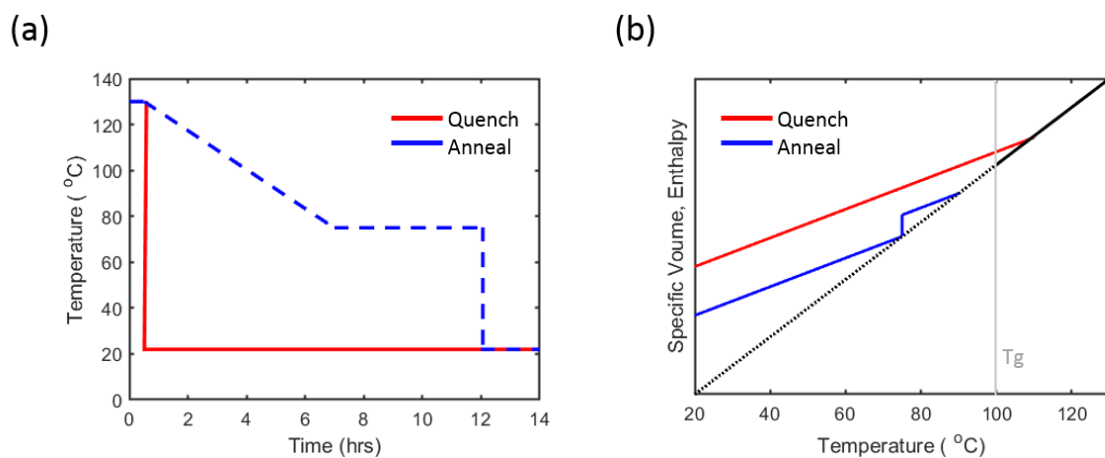 (a)
140
120
100
80
60
40
20
0
Temperature ( °C)
Quench
Anneal
0 2 4 6 8 10 12 14
Time (hrs)
(b)
Specific Voume, Enthalpy
Quench
Anneal
Tg
20 40 60 80 100 120
Temperature ( °C)